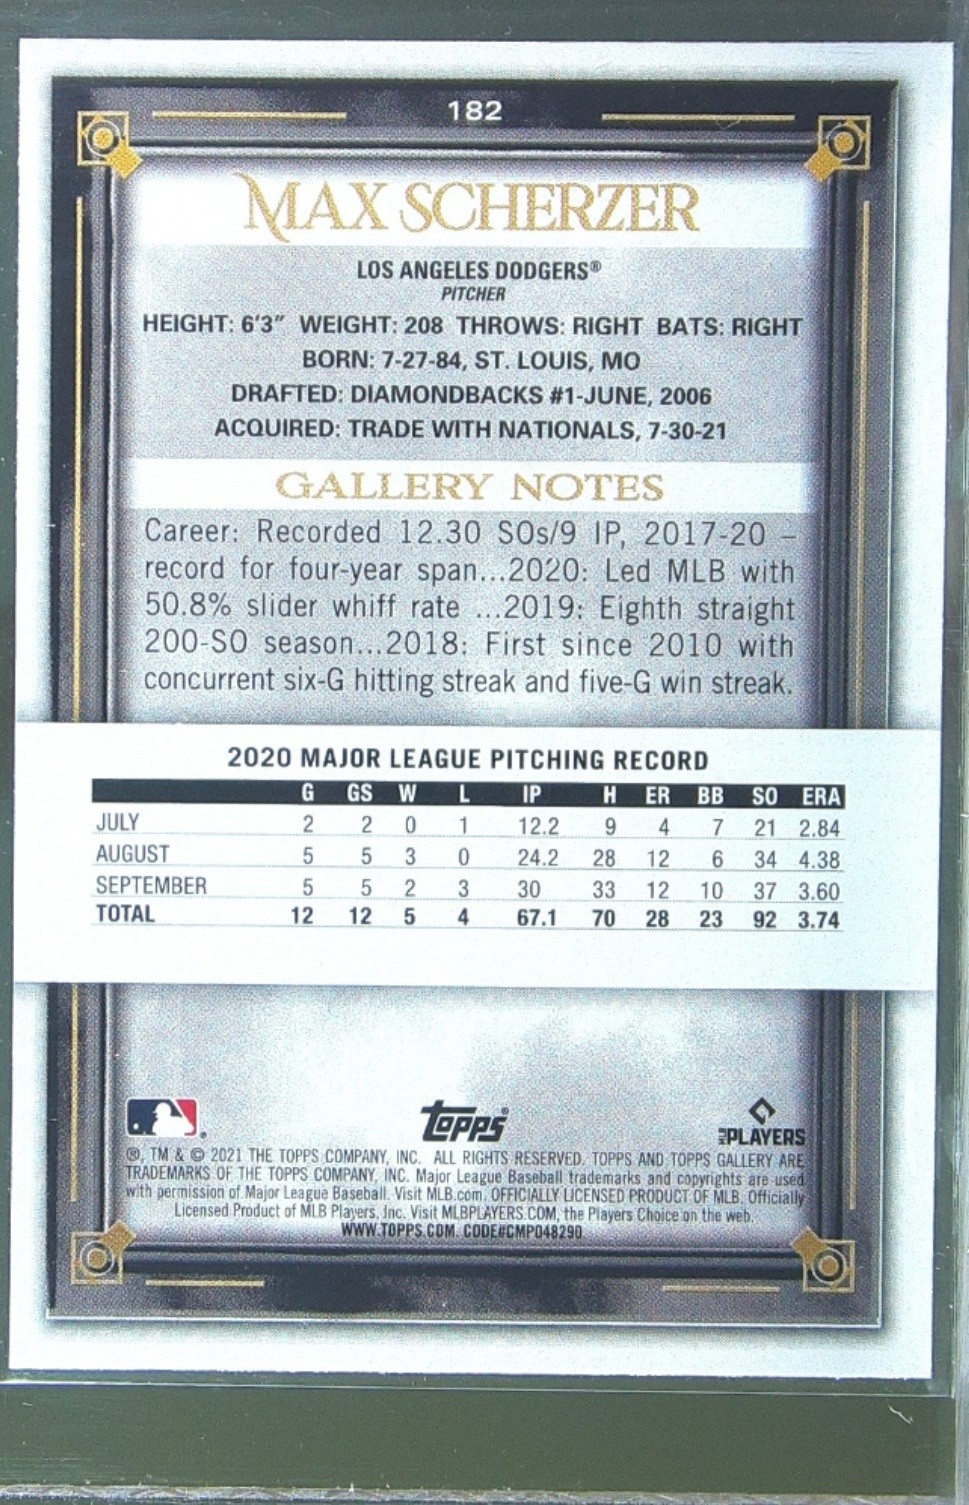 182
MAX SCHERZER
LOS ANGELES DODGERS®
PITCHER
HEIGHT: 6'3" WEIGHT: 208 THROWS: RIGHT BATS: RIGHT
BORN: 7-27-84, ST. LOUIS, MO
DRAFTED: DIAMONDBACKS #1-JUNE, 2006
ACQUIRED: TRADE WITH NATIONALS, 7-30-21
GALLERY NOTES
Career: Recorded 12.30 SOs/9 IP, 2017-20 –
record for four-year span...2020: Led MLB with
50.8% slider whiff rate ...2019: Eighth straight
200-SO season...2018: First since 2010 with
concurrent six-G hitting streak and five-G win streak.
2020 MAJOR LEAGUE PITCHING RECORD
G GS W L IP H ER BB SO ERA
JULY 2 2 0 1 12.2 9 4 7 21 2.84
AUGUST 5 5 3 0 24.2 28 12 6 34 4.38
SEPTEMBER 5 5 2 3 30 33 12 10 37 3.60
TOTAL 12 12 5 4 67.1 70 28 23 92 3.74
Topps®
PLAYERS
®, TM & © 2021 THE TOPPS COMPANY, INC. ALL RIGHTS RESERVED. TOPPS AND TOPPS GALLERY ARE
TRADEMARKS OF THE TOPPS COMPANY, INC. Major League Baseball trademarks and copyrights are used
with permission of Major League Baseball. Visit MLB.com. OFFICIALLY LICENSED PRODUCT OF MLB. Officially
Licensed Product of MLB Players, Inc. Visit MLBPLAYERS.COM, the Players Choice on the web.
WWW.TOPPS.COM. CODE#CMP048290